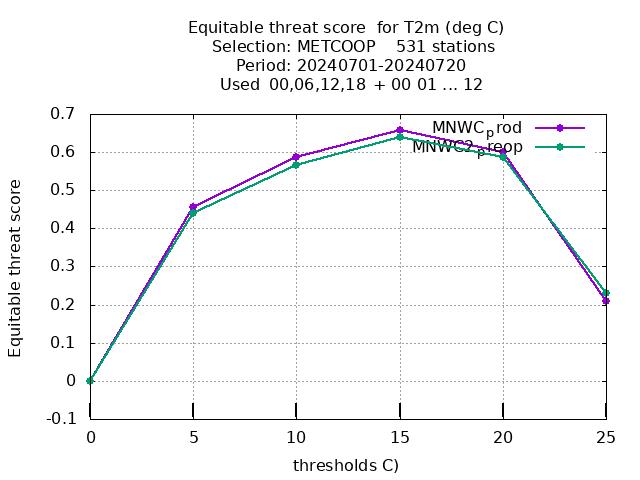 Equitable threat score  for T2m (deg C)
Selection: METCOOP    531 stations
Period: 20240701-20240720
Used  00,06,12,18  + 00 01 ... 12
0.7
0.6
0.5
0.4
0.3
0.2
0.1
0
-0.1
Equitable threat score
MNWCprod
MNWC2preop
0 5 10 15 20 25
thresholds C)